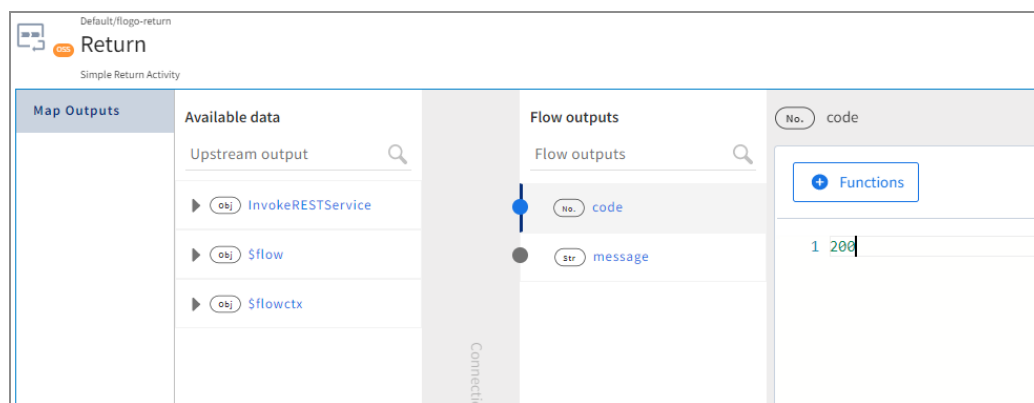 Default/flogo-return
OSS
Return
Simple Return Activity
Map Outputs
Available data
Upstream output
Obj InvokeRESTService
Obj $flow
Obj $flowctx
Connecti
Flow outputs
Flow outputs
No. code
Str message
No. code
Functions
1 200